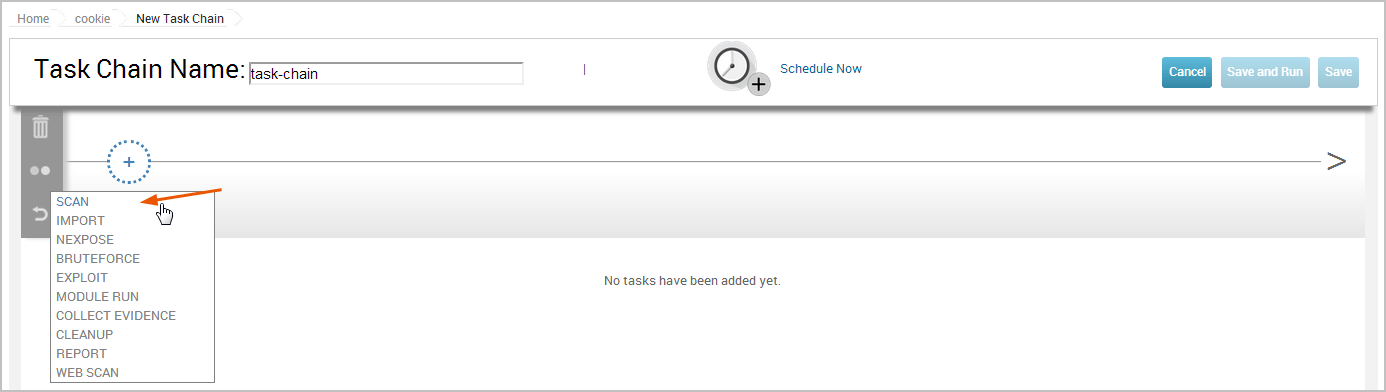 Home cookie New Task Chain
Task Chain Name: task-chain | Schedule Now Cancel Save and Run Save
SCAN
IMPORT
NEXPOSE
BRUTEFORCE
EXPLOIT
MODULE RUN
COLLECT EVIDENCE
CLEANUP
REPORT
WEB SCAN
No tasks have been added yet.